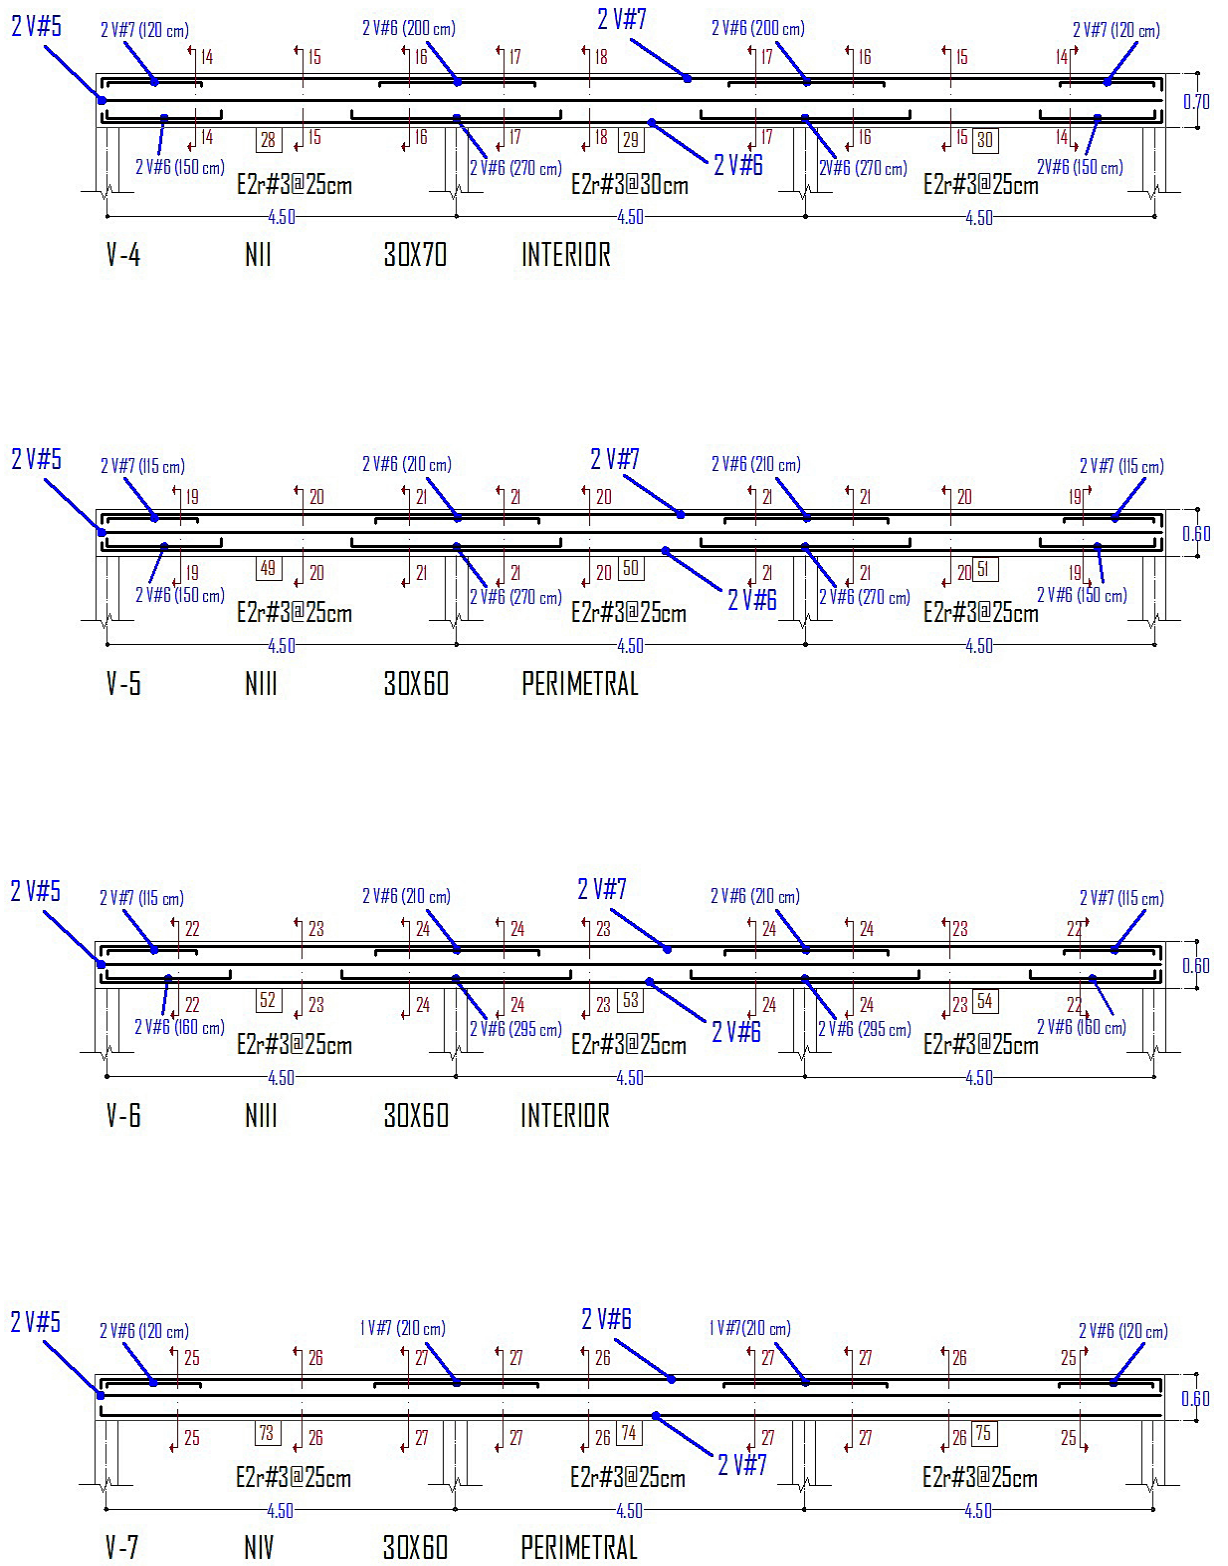 2 V#5 2 V#7 (120 cm) 2 V#6 (200 cm) 2 V#7 2 V#6 (200 cm) 2 V#7 (120 cm)
14 15 16 17 18 17 16 15 14
0.70
14 28 15 16 17 18 29 17 16 15 30 14
2 V#6 (150 cm) 2 V#6 (270 cm) 2 V#6 2V#6 (270 cm) 2V#6 (150 cm)
E2r#3@25cm E2r#3@30cm E2r#3@25cm
4.50 4.50 4.50
V-4 NII 30X70 INTERIOR
2 V#5 2 V#7 (115 cm) 2 V#6 (210 cm) 2 V#7 2 V#6 (210 cm) 2 V#7 (115 cm)
19 20 21 21 20 21 21 20 19
0.60
19 49 20 21 21 20 50 21 21 20 51 19
2 V#6 (150 cm) 2 V#6 (270 cm) 2 V#6 2 V#6 (270 cm) 2 V#6 (150 cm)
E2r#3@25cm E2r#3@25cm E2r#3@25cm
4.50 4.50 4.50
V-5 NIII 30X60 PERIMETRAL
2 V#5 2 V#7 (115 cm) 2 V#6 (210 cm) 2 V#7 2 V#6 (210 cm) 2 V#7 (115 cm)
22 23 24 24 23 24 24 23 22
0.60
22 52 23 24 24 23 53 24 24 23 54 22
2 V#6 (160 cm) 2 V#6 (295 cm) 2 V#6 2 V#6 (295 cm) 2 V#6 (160 cm)
E2r#3@25cm E2r#3@25cm E2r#3@25cm
4.50 4.50 4.50
V-6 NIII 30X60 INTERIOR
2 V#5 2 V#6 (120 cm) 1 V#7 (210 cm) 2 V#6 1 V#7(210 cm) 2 V#6 (120 cm)
25 26 27 27 26 27 27 26 25
0.60
25 73 26 27 27 26 74 27 27 26 75 25
2 V#7
E2r#3@25cm E2r#3@25cm E2r#3@25cm
4.50 4.50 4.50
V-7 NIV 30X60 PERIMETRAL